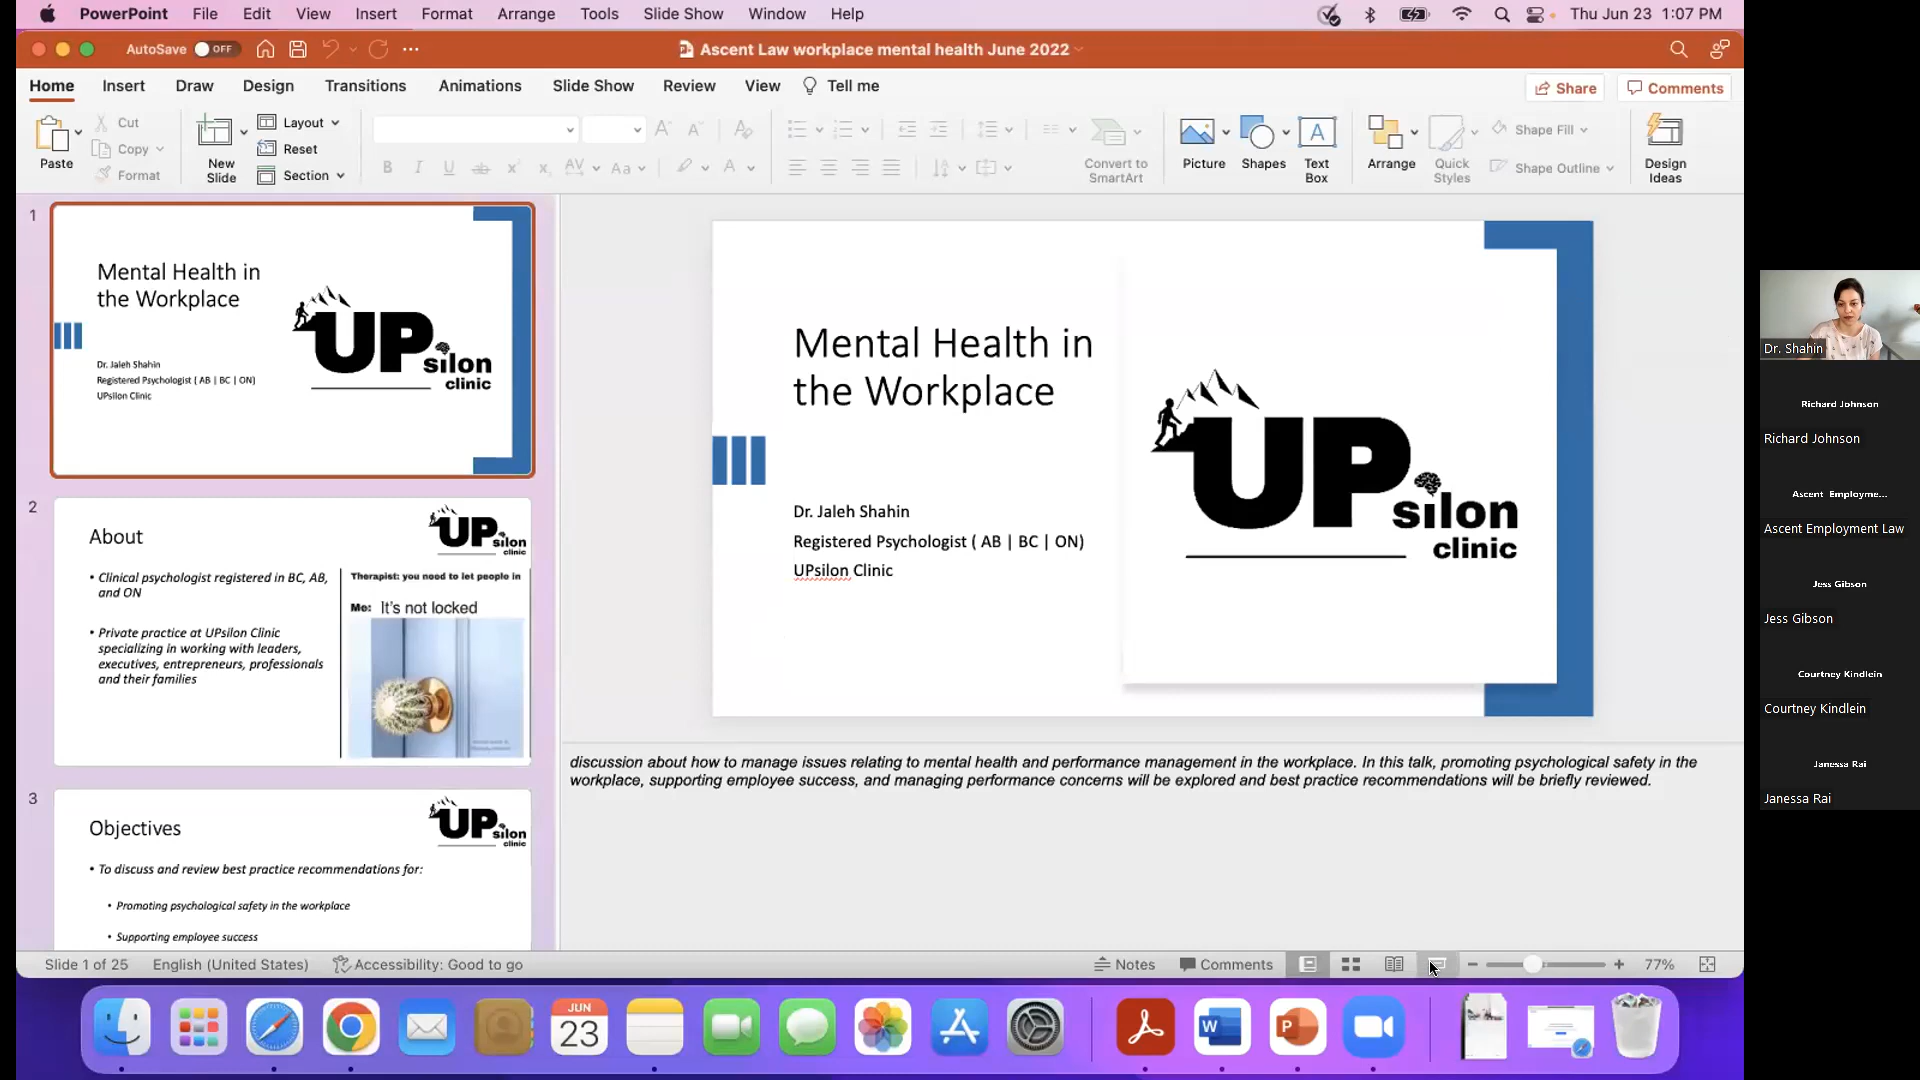 PowerPoint File Edit View Insert Format Arrange Tools Slide Show Window Help Thu Jun 23 1:07 PM
AutoSave OFF Ascent Law workplace mental health June 2022
Home Insert Draw Design Transitions Animations Slide Show Review View Tell me Share Comments
Paste
Cut
Copy
Format
New
Slide
Layout
Reset
Section
Convert to
SmartArt
Picture
Shapes
Text
Box
Arrange
Quick
Styles
Shape Fill
Shape Outline
Design
Ideas
1
Mental Health in
the Workplace
Dr. Jaleh Shahin
Registered Psychologist ( AB | BC | ON)
UPsilon Clinic
UPsilon
clinic
2
About
• Clinical psychologist registered in BC, AB,
and ON
• Private practice at UPsilon Clinic
specializing in working with leaders,
executives, entrepreneurs, professionals
and their families
UPsilon
clinic
Therapist: you need to let people in
Me: It's not locked
3
Objectives
• To discuss and review best practice recommendations for:
• Promoting psychological safety in the workplace
• Supporting employee success
UPsilon
clinic
Mental Health in
the Workplace
Dr. Jaleh Shahin
Registered Psychologist ( AB | BC | ON)
UPsilon Clinic
UPsilon
clinic
discussion about how to manage issues relating to mental health and performance management in the workplace. In this talk, promoting psychological safety in the
workplace, supporting employee success, and managing performance concerns will be explored and best practice recommendations will be briefly reviewed.
Slide 1 of 25 English (United States) Accessibility: Good to go Notes Comments 77%
JUN
23
W
P
Dr. Shahin
Richard Johnson
Richard Johnson
Ascent Employme...
Ascent Employment Law
Jess Gibson
Jess Gibson
Courtney Kindlein
Courtney Kindlein
Janessa Rai
Janessa Rai